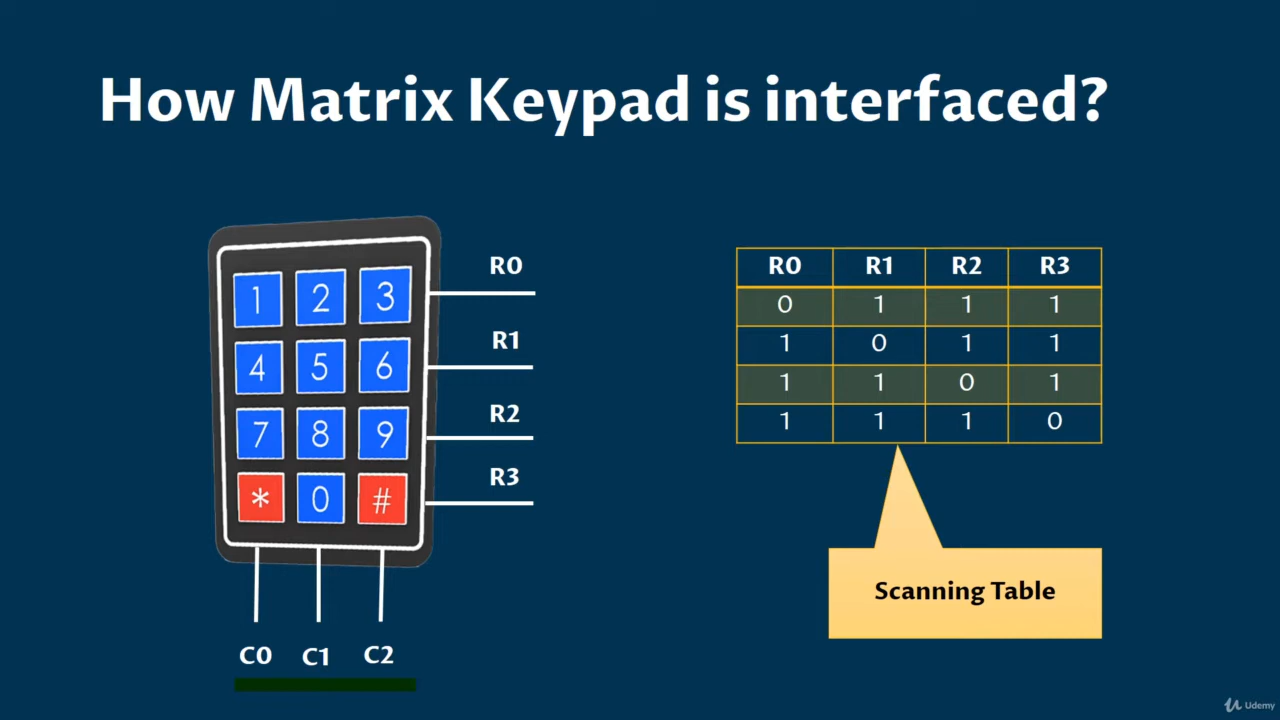 How Matrix Keypad is interfaced?
1 2 3
4 5 6
7 8 9
* 0 #
R0
R1
R2
R3
C0 C1 C2
R0 R1 R2 R3
0 1 1 1
1 0 1 1
1 1 0 1
1 1 1 0
Scanning Table
Udemy